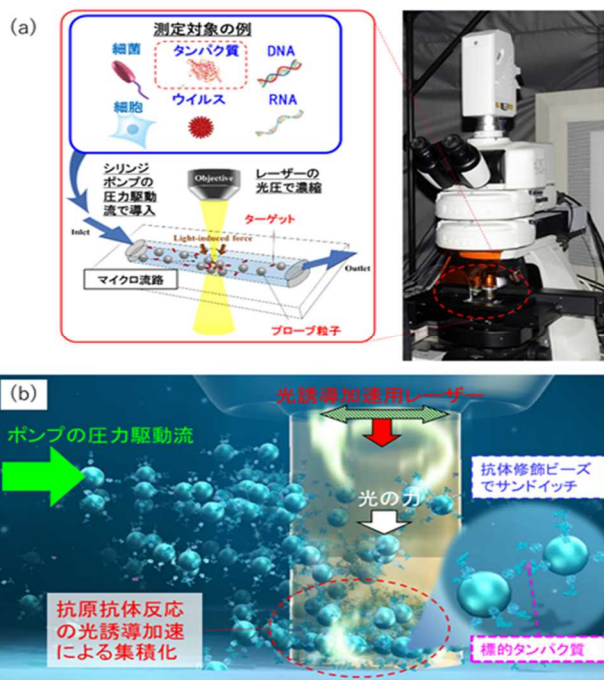 (a)
測定対象の例
細菌
タンパク質
DNA
細胞
ウイルス
RNA
シリンジ
ポンプの
圧力駆動
流で導入
Objective
レーザーの
光圧で濃縮
ターゲット
Inlet
Light-induced force
Outlet
マイクロ流路
プローブ粒子
(b)
光誘導加速用レーザー
ポンプの圧力駆動流
抗体修飾ビーズ
でサンドイッチ
光の力
抗原抗体反応
の光誘導加速
による集積化
標的タンパク質